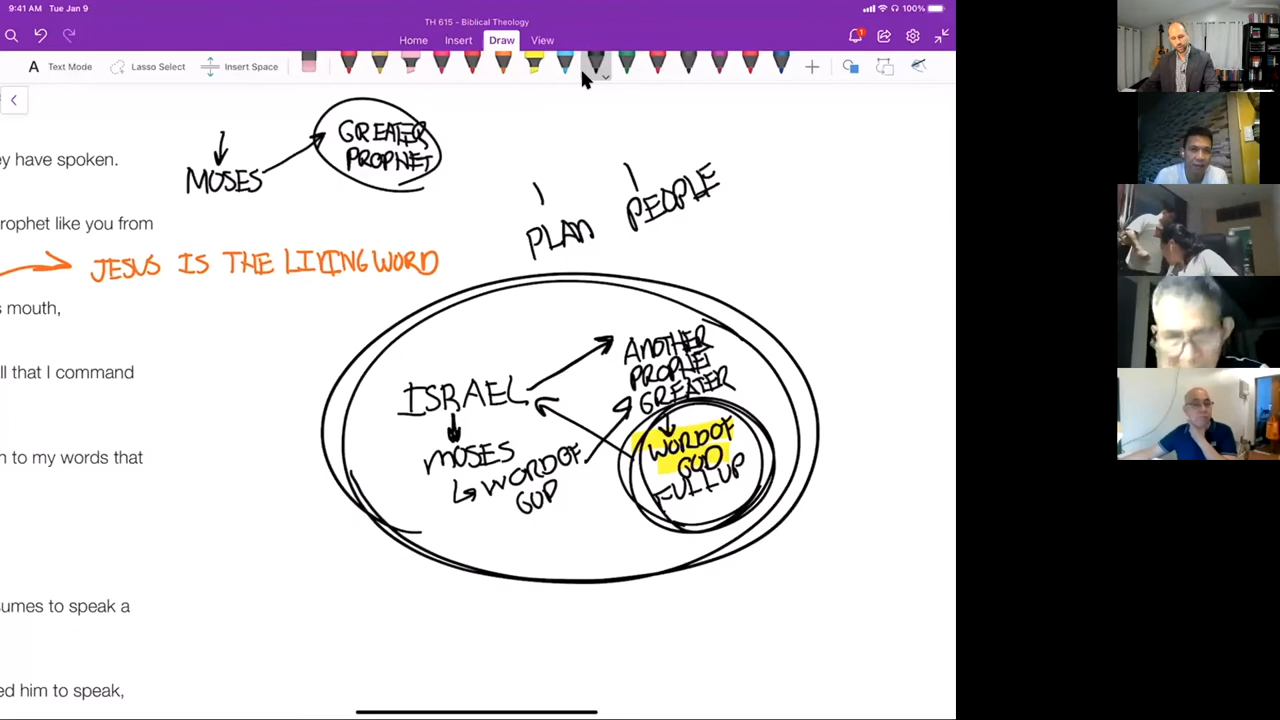 9:41 AM Tue Jan 9
100%
TH 615 - Biblical Theology
Home Insert Draw View
1
A Text Mode Lasso Select Insert Space
GREATER
PROPHET
ey have spoken.
MOSES
PLAN PEOPLE
rophet like you from
JESUS IS THE LIVING WORD
s mouth,
ANOTHER
PROPHET
GREATER
ll that I command
ISRAEL
WORD OF
GOD
MOSES
WORD OF
GOD
n to my words that
umes to speak a
ed him to speak,